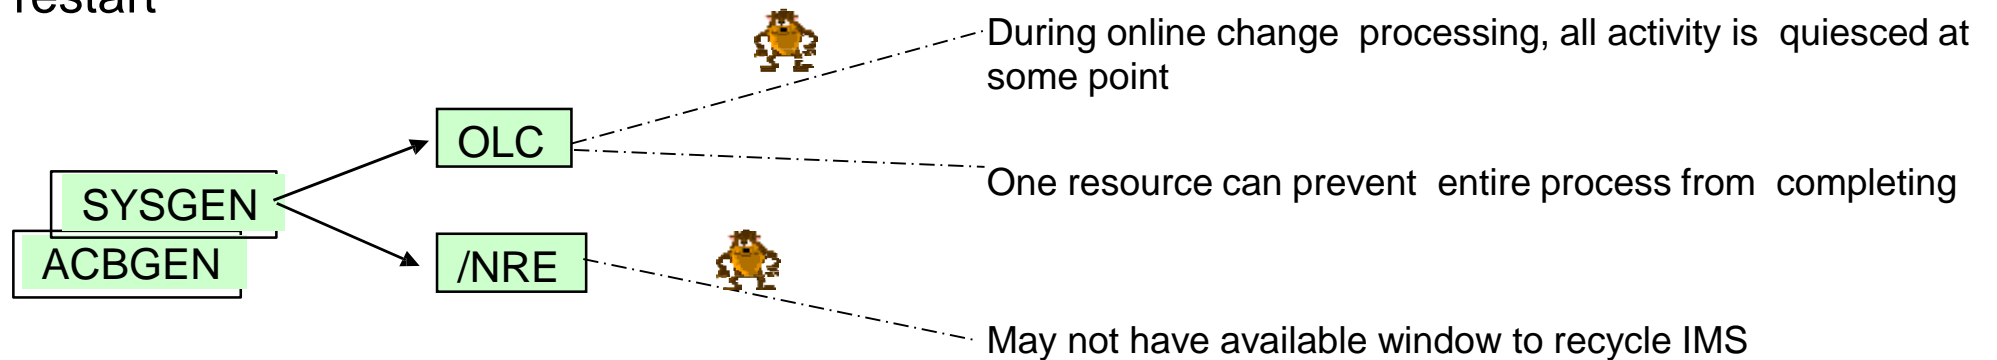 restart
During online change processing, all activity is quiesced at
some point
OLC
One resource can prevent entire process from completing
SYSGEN
ACBGEN
/NRE
May not have available window to recycle IMS